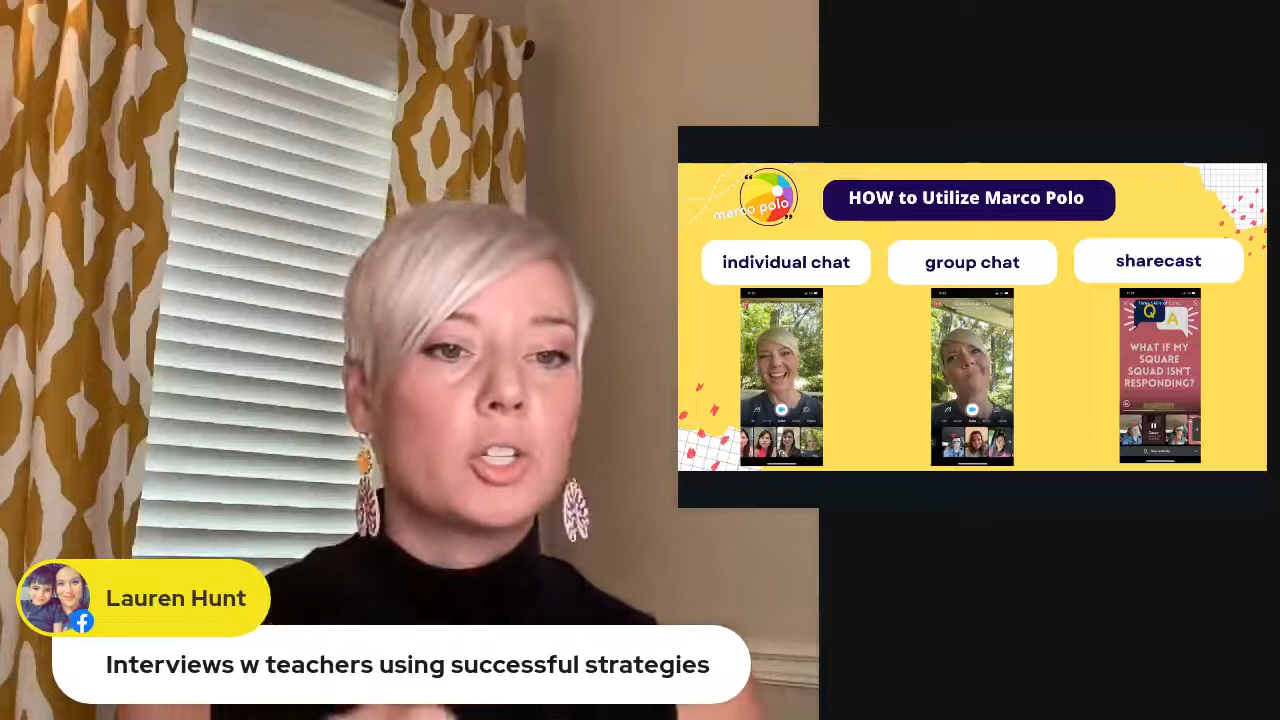 marco polo
HOW to Utilize Marco Polo
individual chat
group chat
sharecast
Q
A
WHAT IF MY
SQUARE
SQUAD ISN'T
RESPONDING?
Lauren Hunt
Interviews w teachers using successful strategies